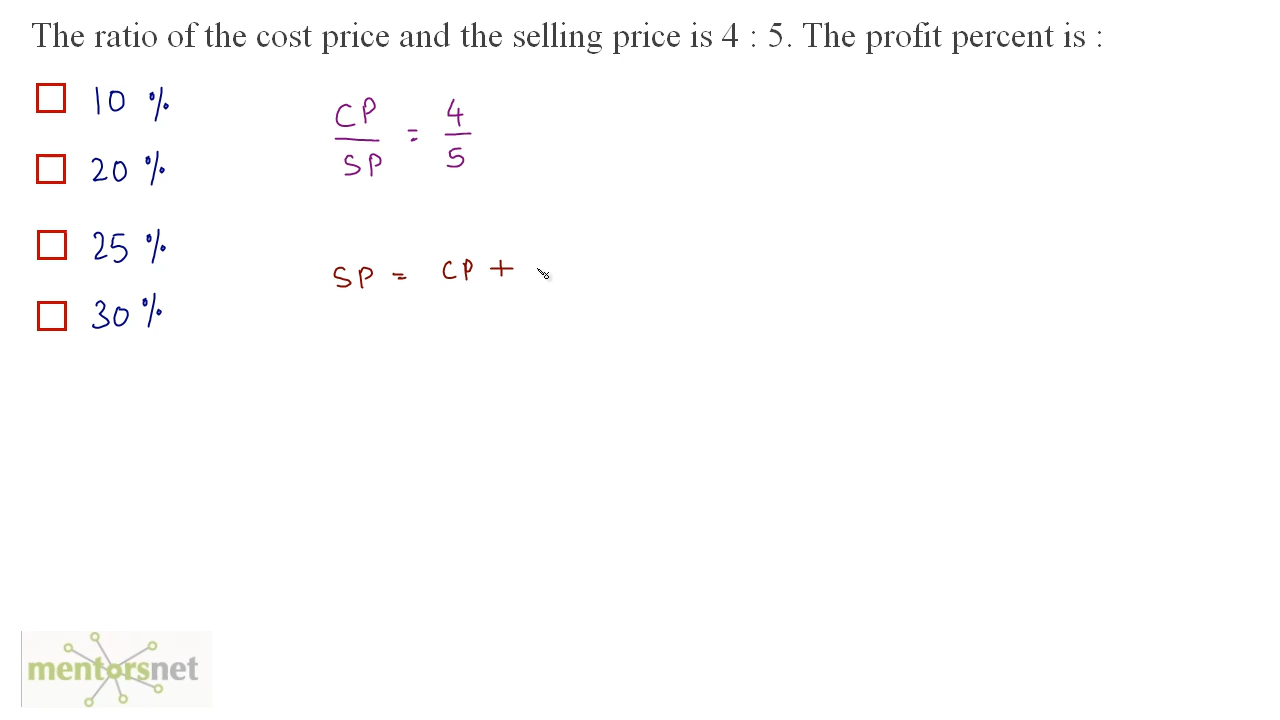 The ratio of the cost price and the selling price is 4 : 5. The profit percent is :
10 %
20 %
25 %
30 %
CP/SP = 4/5
SP = CP +
mentorsnet